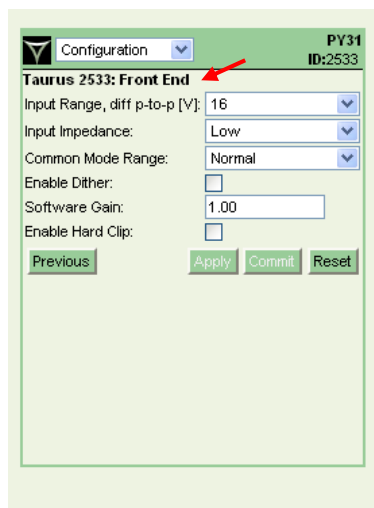 Configuration PY31
ID:2533
Taurus 2533: Front End
Input Range, diff p-to-p [V]: 16
Input Impedance: Low
Common Mode Range: Normal
Enable Dither:
Software Gain: 1.00
Enable Hard Clip:
Previous Apply Commit Reset